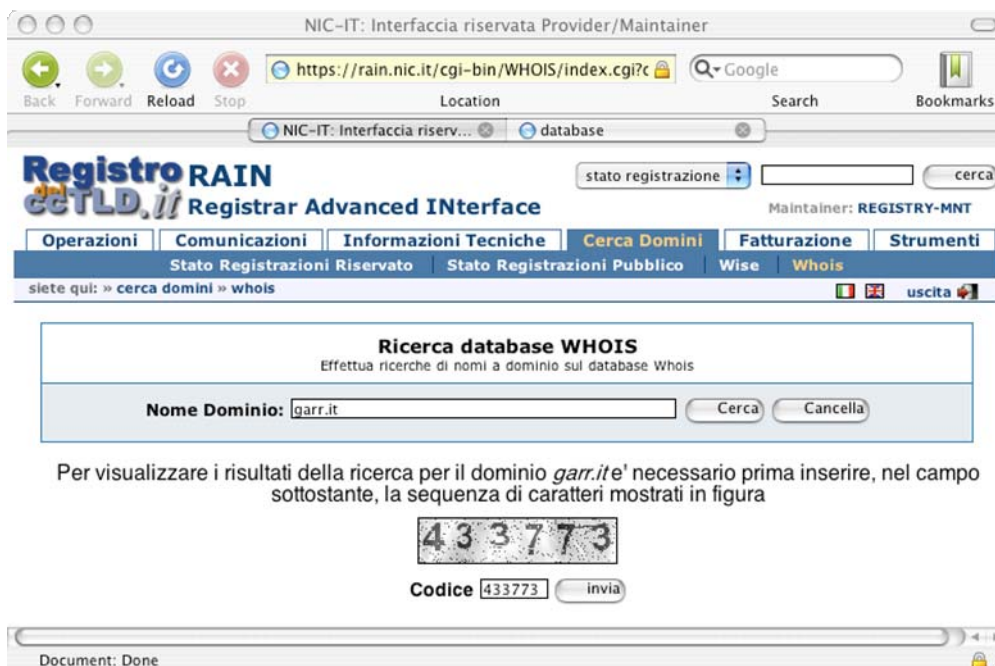 NIC-IT: Interfaccia riservata Provider/Maintainer
https://rain.nic.it/cgi-bin/WHOIS/index.cgi?c
Google
Back Forward Reload Stop Location Search Bookmarks
NIC-IT: Interfaccia riserv... database
Registro del ccTLD.it RAIN
Registrar Advanced INterface
stato registrazione cerca
Maintainer: REGISTRY-MNT
Operazioni Comunicazioni Informazioni Tecniche Cerca Domini Fatturazione Strumenti
Stato Registrazioni Riservato Stato Registrazioni Pubblico Wise Whois
siete qui: » cerca domini » whois uscita
Ricerca database WHOIS
Effettua ricerche di nomi a dominio sul database Whois
Nome Dominio: garr.it Cerca Cancella
Per visualizzare i risultati della ricerca per il dominio garr.it e' necessario prima inserire, nel campo
sottostante, la sequenza di caratteri mostrati in figura
433773
Codice 433773 invia
Document: Done